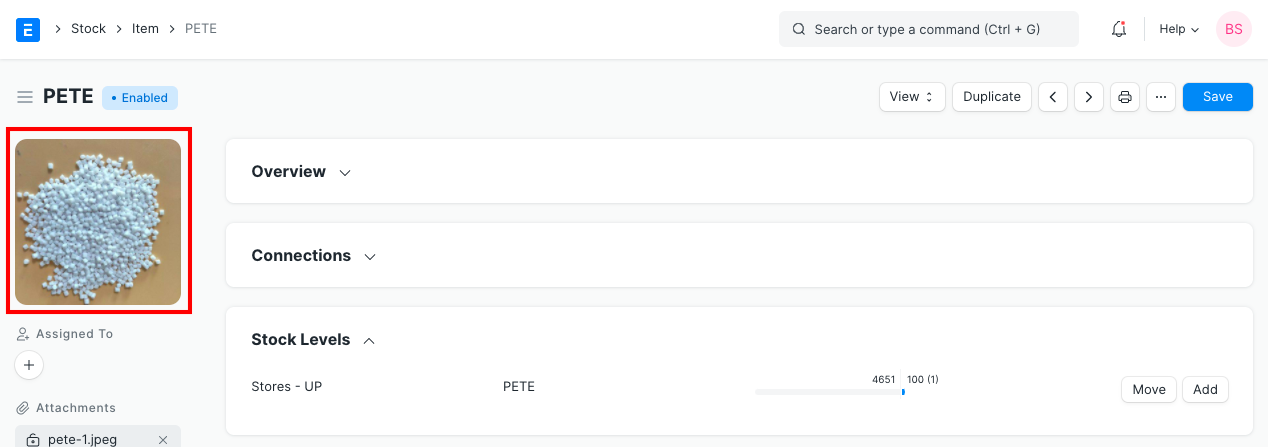 Stock Item PETE
Search or type a command (Ctrl + G)
Help
BS
PETE
Enabled
View
Duplicate
Save
Overview
Connections
Stock Levels
Stores - UP PETE 4651 100 (1) Move Add
Assigned To
Attachments
pete-1.jpeg